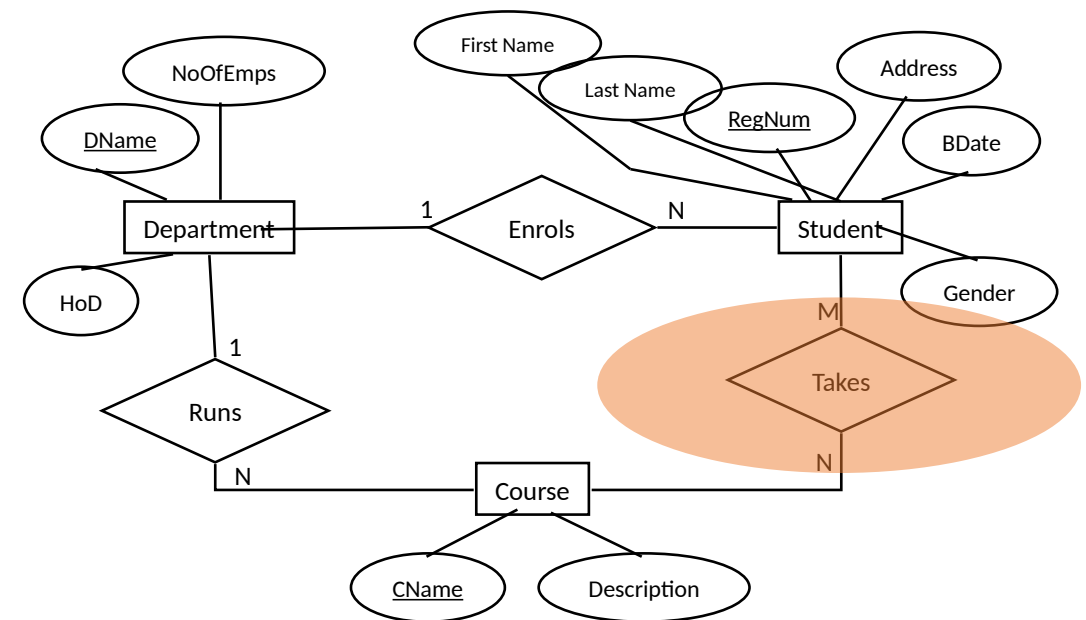 First Name
Address
NoOfEmps
Last Name
RegNum
DName
BDate
1
N
Department
Enrols
Student
HoD
Gender
M
1
Takes
Runs
N
N
Course
CName
Description